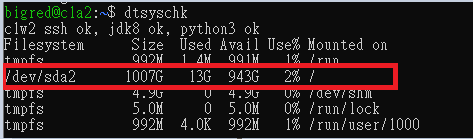 bigred@cla2:~$ dtsyschk
clw2 ssh ok, jdk8 ok, python3 ok
Filesystem Size Used Avail Use% Mounted on
tmpfs 992M 1.4M 991M 1% /run
/dev/sda2 1007G 13G 943G 2% /
tmpfs 4.9G 0 4.9G 0% /dev/shm
tmpfs 5.0M 0 5.0M 0% /run/lock
tmpfs 992M 4.0K 992M 1% /run/user/1000